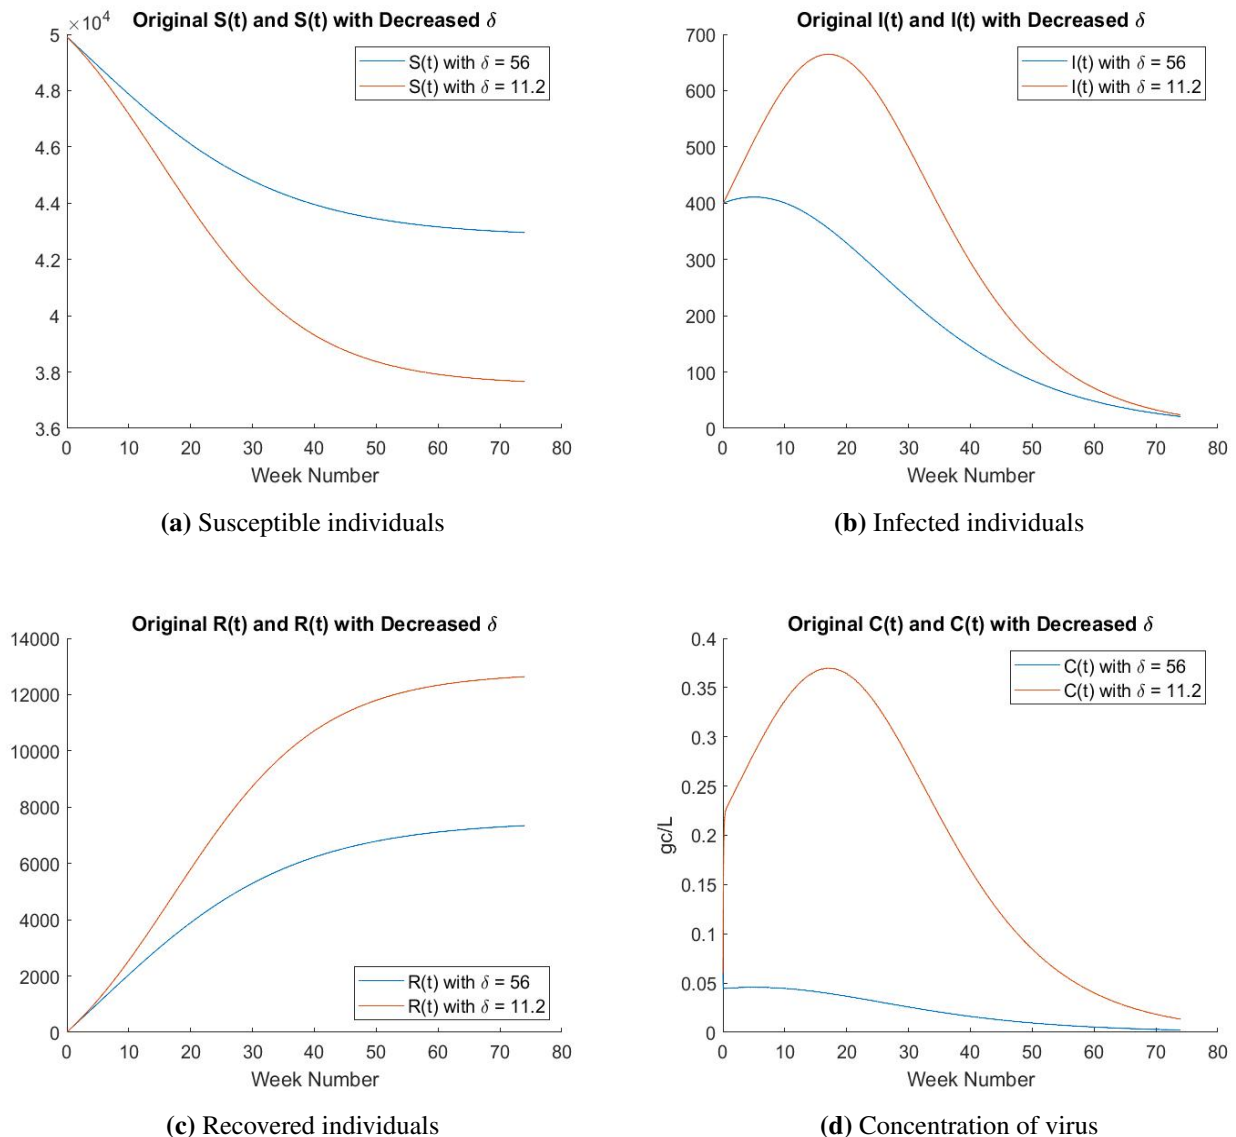 Original S(t) and S(t) with Decreased δ
×10⁴
5
4.8
4.6
4.4
4.2
4
3.8
3.6
0 10 20 30 40 50 60 70 80
Week Number
S(t) with δ = 56
S(t) with δ = 11.2
(a) Susceptible individuals
Original I(t) and I(t) with Decreased δ
700
600
500
400
300
200
100
0
0 10 20 30 40 50 60 70 80
Week Number
I(t) with δ = 56
I(t) with δ = 11.2
(b) Infected individuals
Original R(t) and R(t) with Decreased δ
14000
12000
10000
8000
6000
4000
2000
0
0 10 20 30 40 50 60 70 80
Week Number
R(t) with δ = 56
R(t) with δ = 11.2
(c) Recovered individuals
Original C(t) and C(t) with Decreased δ
0.4
0.35
0.3
0.25
0.2
0.15
0.1
0.05
0
gc/L
0 10 20 30 40 50 60 70 80
Week Number
C(t) with δ = 56
C(t) with δ = 11.2
(d) Concentration of virus